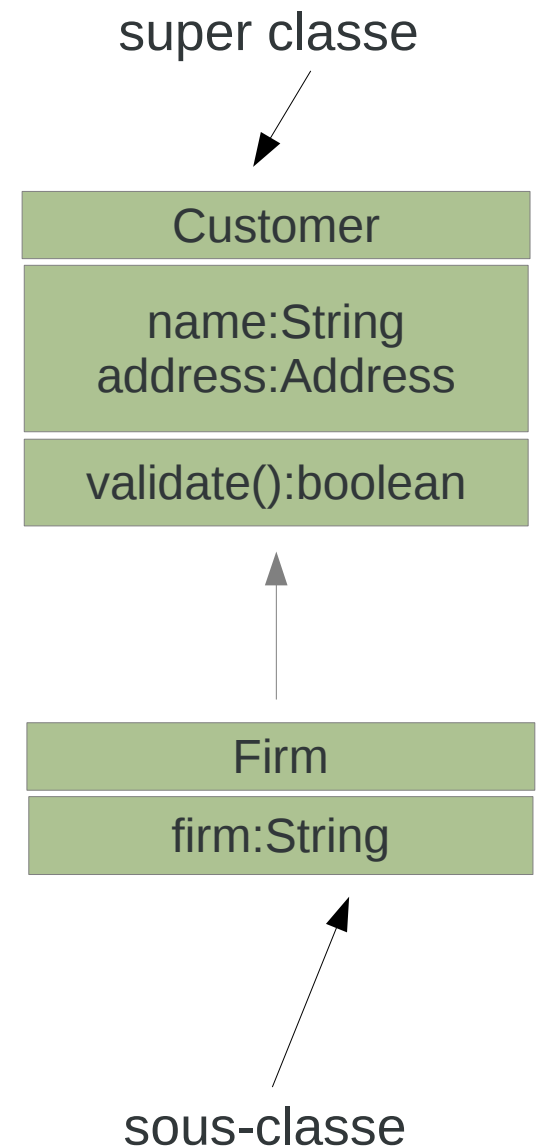 super classe
Customer
name:String
address:Address
validate():boolean
Firm
firm:String
sous-classe